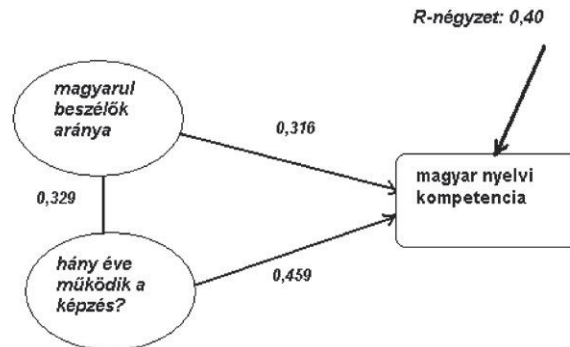 R-négyzet: 0,40
magyarul
beszélők
aránya
0,316
magyar nyelvi
kompetencia
0,329
hány éve
működik a
képzés?
0,459